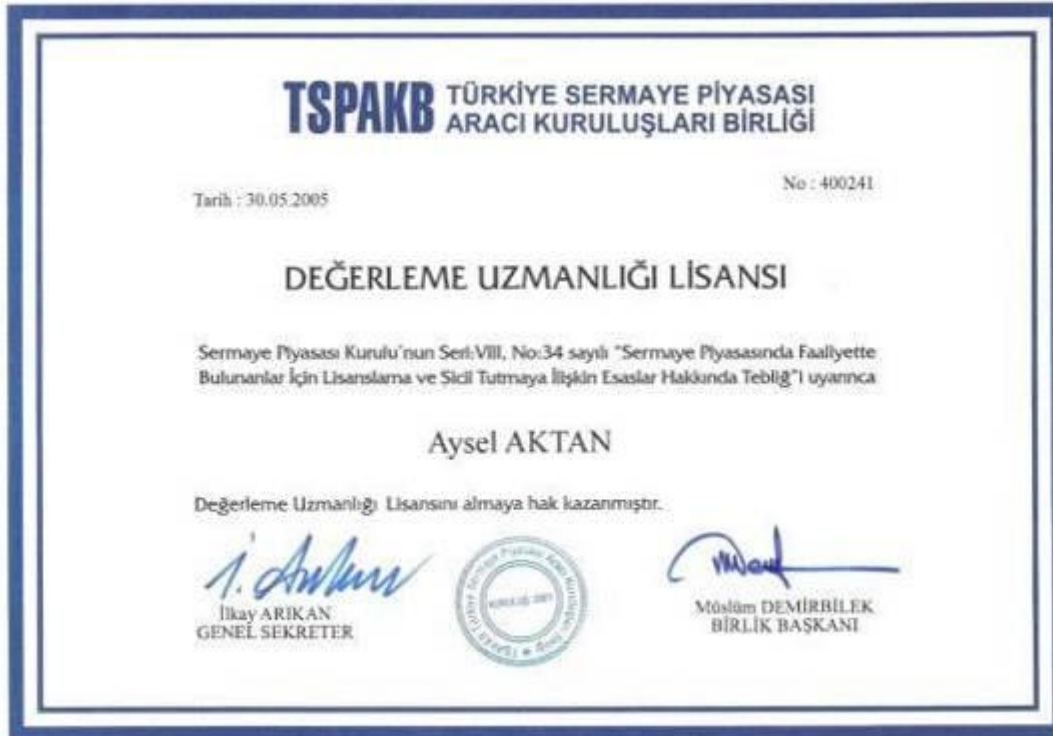 TSPAKB TÜRKİYE SERMAYE PİYASASI
ARACI KURULUŞLARI BİRLİĞİ
No : 400241
Tarih : 30.05.2005
DEĞERLEME UZMANLIĞI LİSANSI
Sermaye Piyasası Kurulu'nun Seri:VIII, No:34 sayılı "Sermaye Piyasasında Faaliyette
Bulunanlar İçin Lisanslama ve Sicil Tutmaya İlişkin Esaslar Hakkında Tebliğ"i uyarınca
Aysel AKTAN
Değerleme Uzmanlığı Lisansını almaya hak kazanmıştır.
İlkay ARIKAN
GENEL SEKRETER
Müslüm DEMİRBİLEK
BİRLİK BAŞKANI